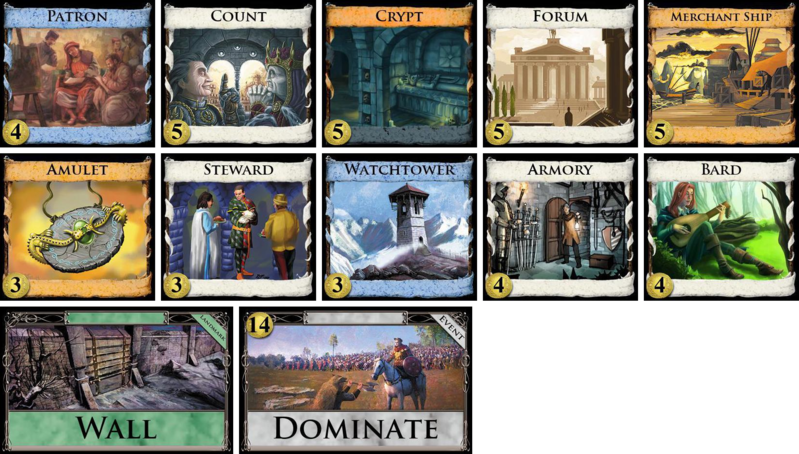 PATRON
4
COUNT
5
CRYPT
5
FORUM
5
MERCHANT SHIP
5
AMULET
3
STEWARD
3
WATCHTOWER
3
ARMORY
4
BARD
4
LANDMARK
WALL
14
EVENT
DOMINATE